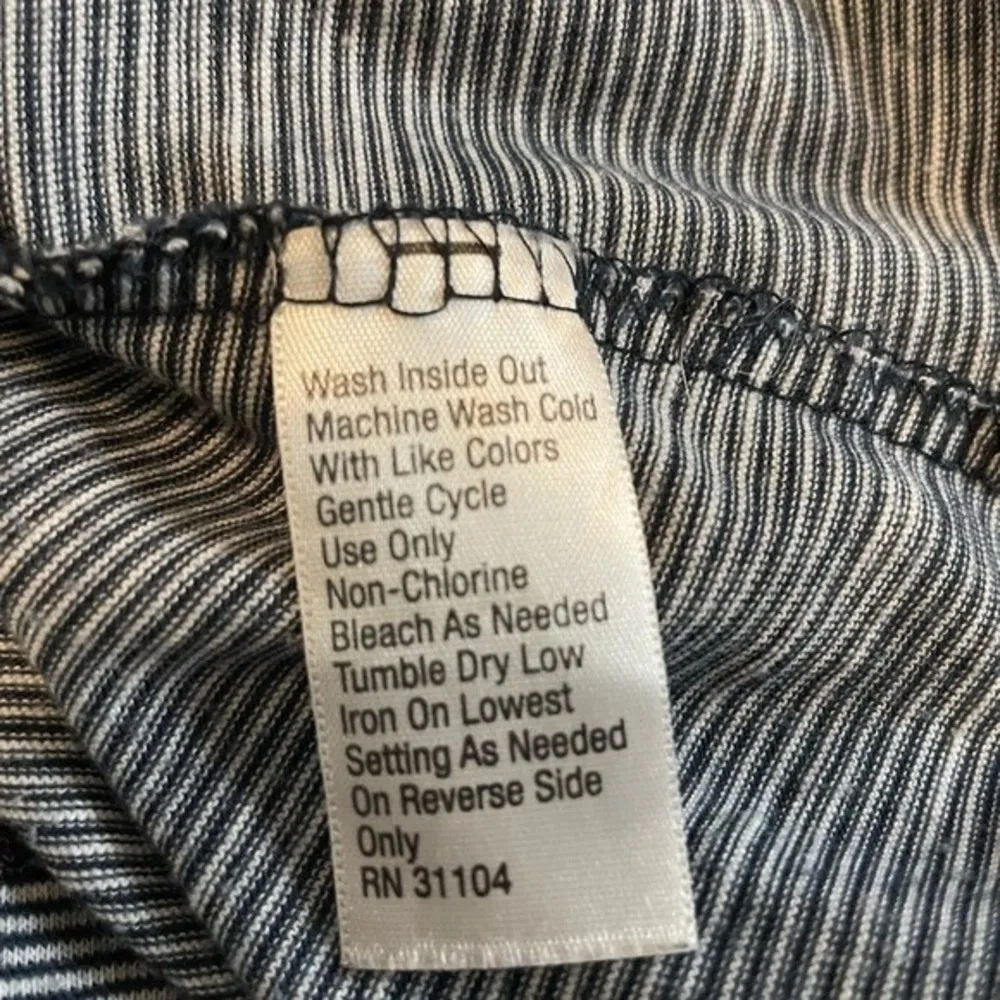 Wash Inside Out
Machine Wash Cold
With Like Colors
Gentle Cycle
Use Only
Non-Chlorine
Bleach As Needed
Tumble Dry Low
Iron On Lowest
Setting As Needed
On Reverse Side
Only
RN 31104